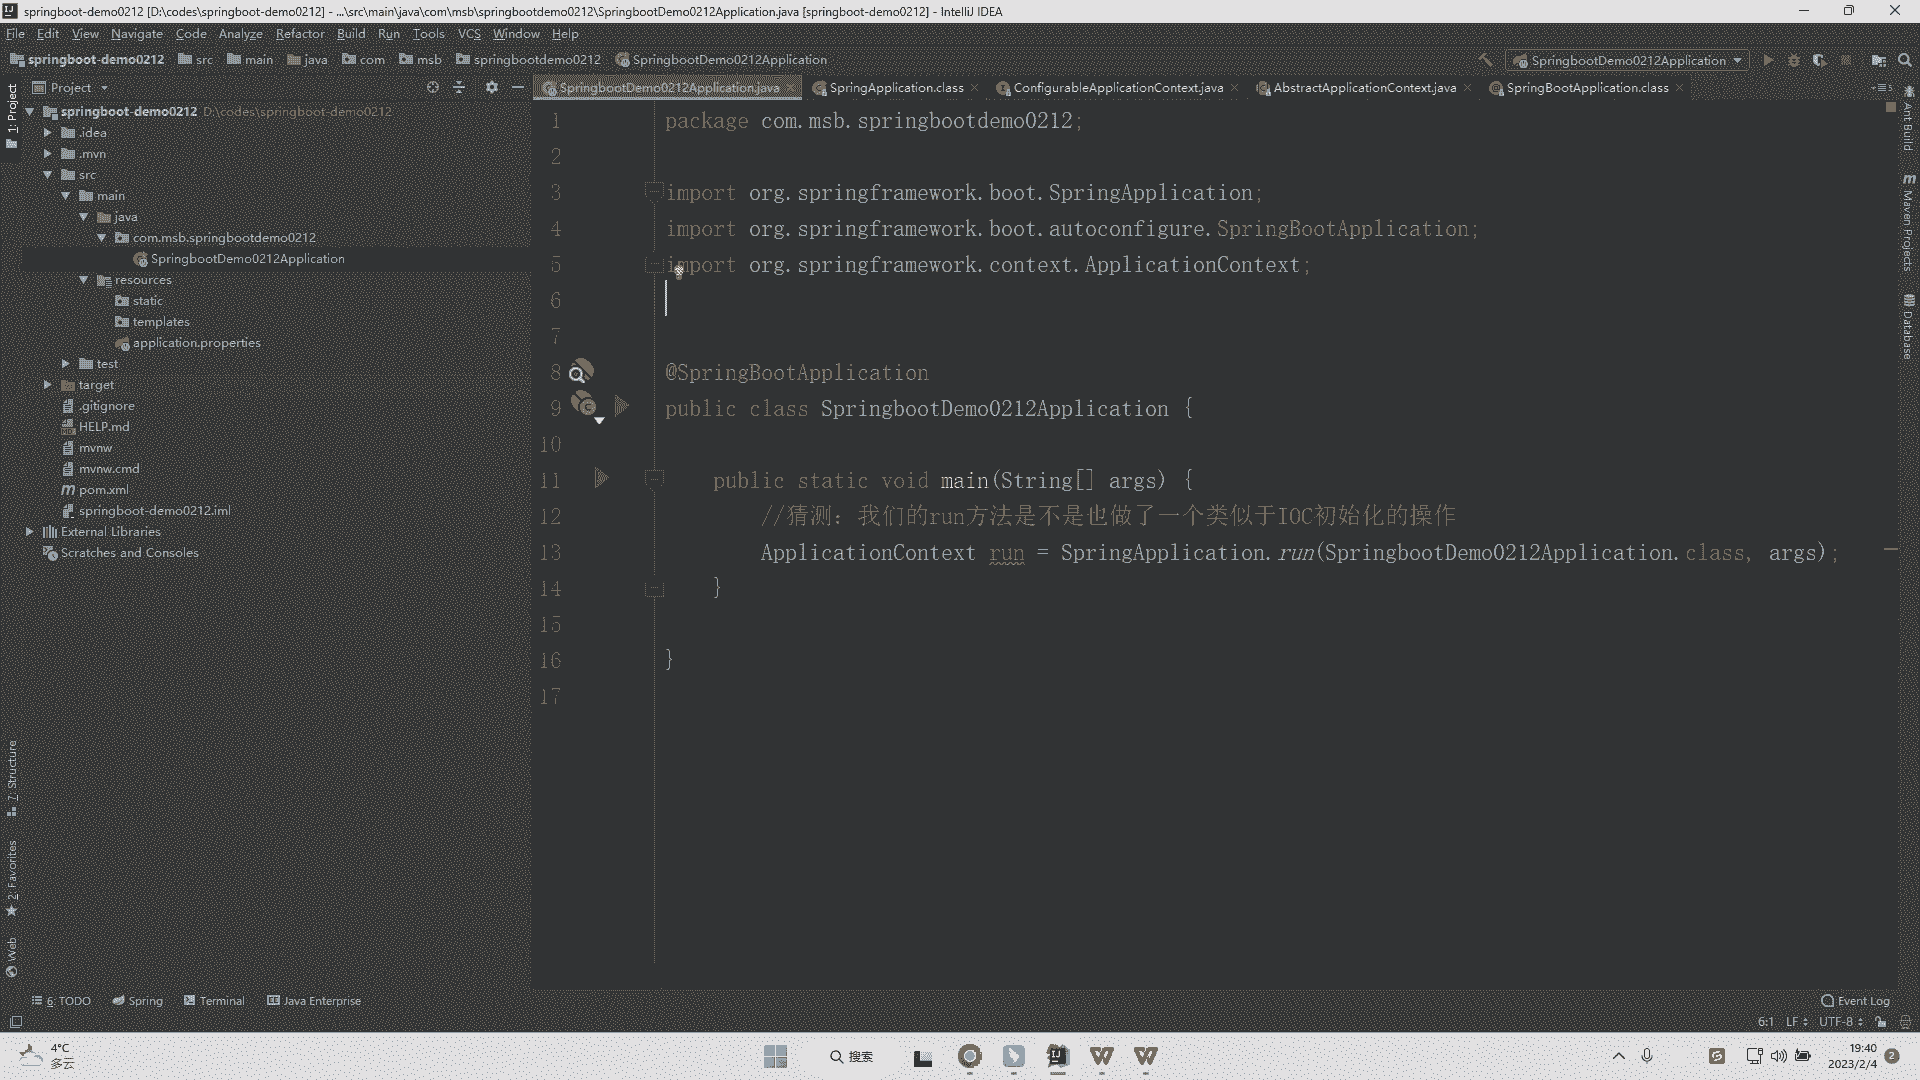 springboot-demo0212 [D:\codes\springboot-demo0212] - ...\src\main\java\com\msb\springbootdemo0212\SpringbootDemo0212Application.java [springboot-demo0212] - IntelliJ IDEA
File Edit View Navigate Code Analyze Refactor Build Run Tools VCS Window Help
springboot-demo0212 src main java com msb springbootdemo0212 SpringbootDemo0212Application
SpringbootDemo0212Application
Project
SpringbootDemo0212Application.java SpringApplication.class ConfigurableApplicationContext.java AbstractApplicationContext.java SpringBootApplication.class
1: Project
springboot-demo0212 D:\codes\springboot-demo0212
.idea
.mvn
src
main
java
com.msb.springbootdemo0212
SpringbootDemo0212Application
resources
static
templates
application.properties
test
target
.gitignore
HELP.md
mvnw
mvnw.cmd
pom.xml
springboot-demo0212.iml
External Libraries
Scratches and Consoles
7: Structure
2: Favorites
Web
1 package com.msb.springbootdemo0212;
2
3 import org.springframework.boot.SpringApplication;
4 import org.springframework.boot.autoconfigure.SpringBootApplication;
5 import org.springframework.context.ApplicationContext;
6
7
8 @SpringBootApplication
9 public class SpringbootDemo0212Application {
10
11 public static void main(String[] args) {
12 //猜测：我们的run方法是不是也做了一个类似于IOC初始化的操作
13 ApplicationContext run = SpringApplication.run(SpringbootDemo0212Application.class, args);
14 }
15
16 }
17
Ant Build
Maven Projects
Database
6: TODO Spring Terminal Java Enterprise
Event Log
6:1 LF UTF-8
4°C
多云
搜索
19:40
2023/2/4
2